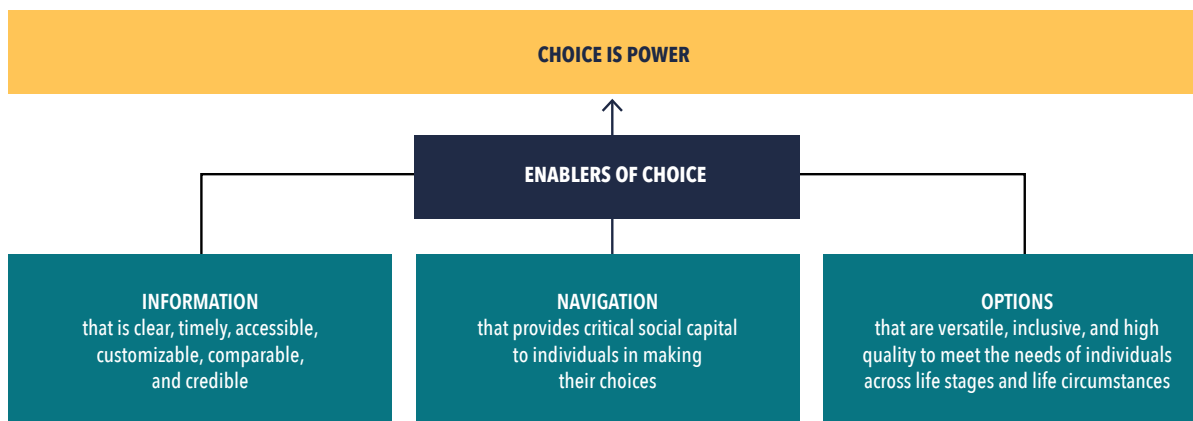 CHOICE IS POWER
ENABLERS OF CHOICE
INFORMATION
that is clear, timely, accessible,
customizable, comparable,
and credible
NAVIGATION
that provides critical social capital
to individuals in making
their choices
OPTIONS
that are versatile, inclusive, and high
quality to meet the needs of individuals
across life stages and life circumstances